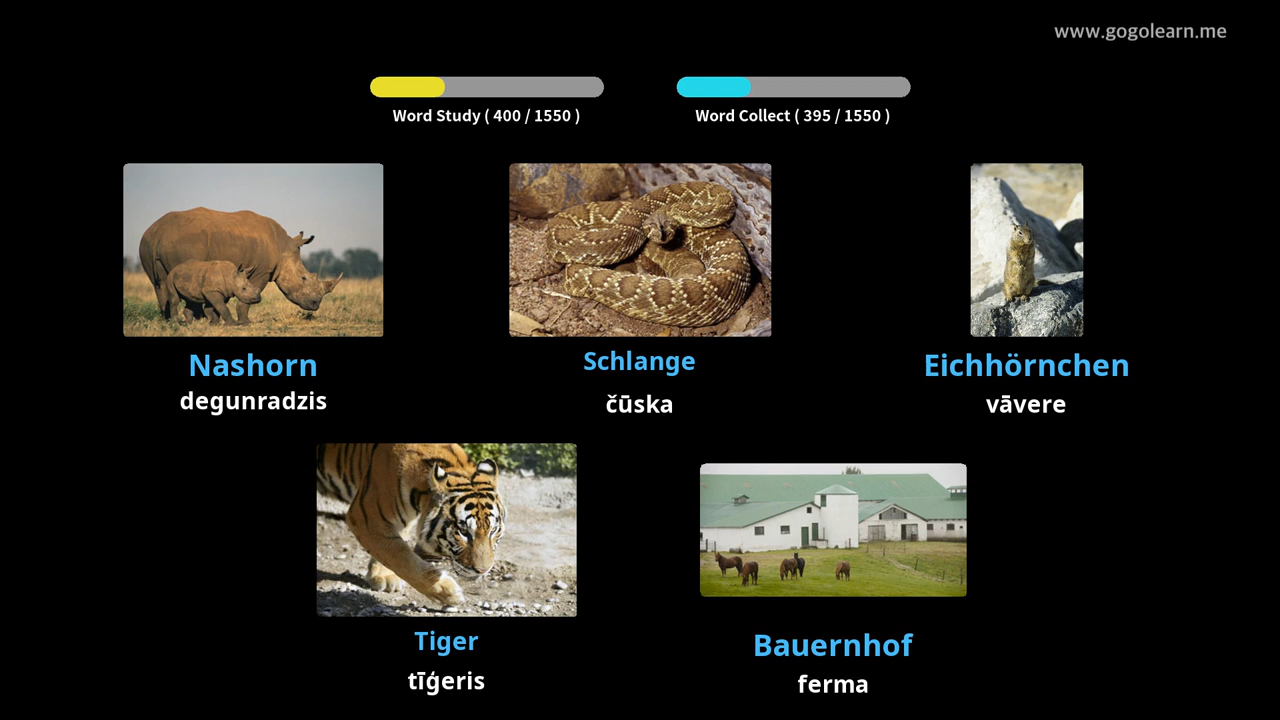 www.gogolearn.me
Word Study ( 400 / 1550 )
Word Collect ( 395 / 1550 )
Nashorn
degunradzis
Schlange
čūska
Eichhörnchen
vāvere
Tiger
tīģeris
Bauernhof
ferma